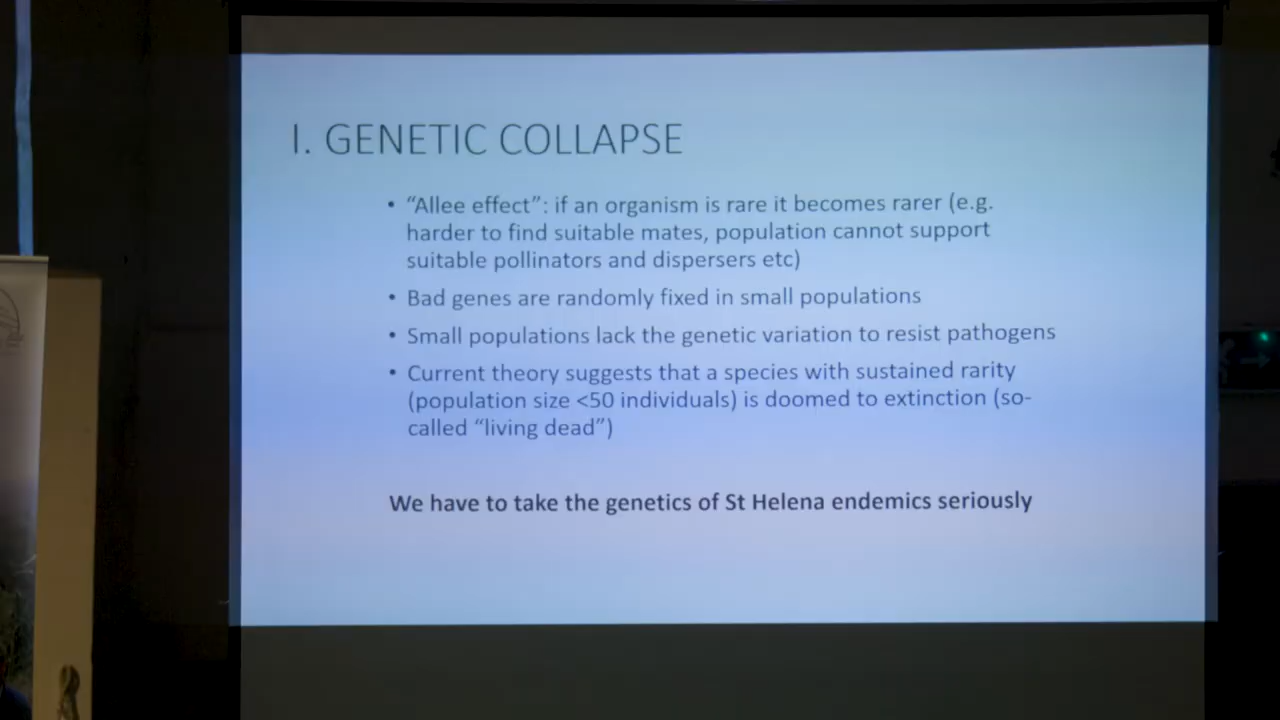 I. GENETIC COLLAPSE
• “Allee effect”: if an organism is rare it becomes rarer (e.g.
harder to find suitable mates, population cannot support
suitable pollinators and dispersers etc)
• Bad genes are randomly fixed in small populations
• Small populations lack the genetic variation to resist pathogens
• Current theory suggests that a species with sustained rarity
(population size <50 individuals) is doomed to extinction (so-
called “living dead”)
We have to take the genetics of St Helena endemics seriously